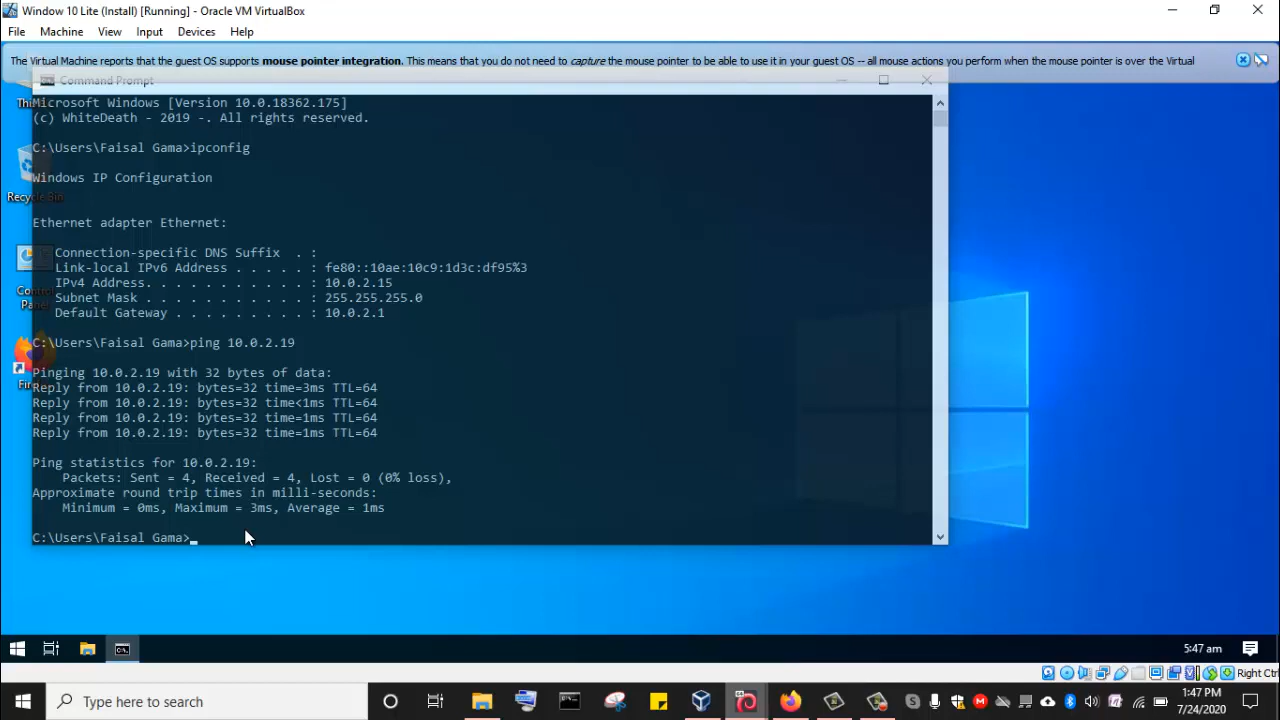 Window 10 Lite (Install) [Running] - Oracle VM VirtualBox
File Machine View Input Devices Help
The Virtual Machine reports that the guest OS supports mouse pointer integration. This means that you do not need to capture the mouse pointer to be able to use it in your guest OS -- all mouse actions you perform when the mouse pointer is over the Virtual
Command Prompt
Microsoft Windows [Version 10.0.18362.175]
(c) WhiteDeath - 2019 -. All rights reserved.
C:\Users\Faisal Gama>ipconfig
Windows IP Configuration
Recycle Bin
Ethernet adapter Ethernet:
Connection-specific DNS Suffix . :
Link-local IPv6 Address . . . . . : fe80::10ae:10c9:1d3c:df95%3
IPv4 Address. . . . . . . . . . . : 10.0.2.15
Subnet Mask . . . . . . . . . . . : 255.255.255.0
Default Gateway . . . . . . . . . : 10.0.2.1
C:\Users\Faisal Gama>ping 10.0.2.19
Pinging 10.0.2.19 with 32 bytes of data:
Reply from 10.0.2.19: bytes=32 time=3ms TTL=64
Reply from 10.0.2.19: bytes=32 time<1ms TTL=64
Reply from 10.0.2.19: bytes=32 time=1ms TTL=64
Reply from 10.0.2.19: bytes=32 time=1ms TTL=64
Ping statistics for 10.0.2.19:
Packets: Sent = 4, Received = 4, Lost = 0 (0% loss),
Approximate round trip times in milli-seconds:
Minimum = 0ms, Maximum = 3ms, Average = 1ms
C:\Users\Faisal Gama>
5:47 am
Right Ctrl
Type here to search
1:47 PM
7/24/2020